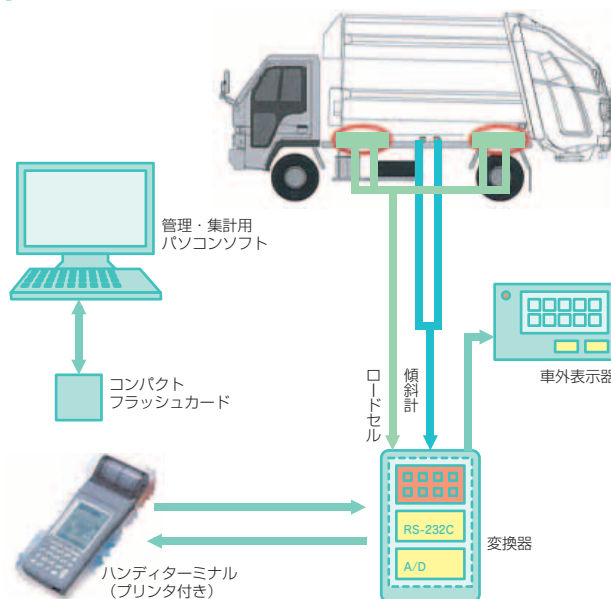 管理・集計用
パソコンソフト
コンパクト
フラッシュカード
ロードセル
傾斜計
車外表示器
RS-232C
A/D
変換器
ハンディターミナル
（プリンタ付き）